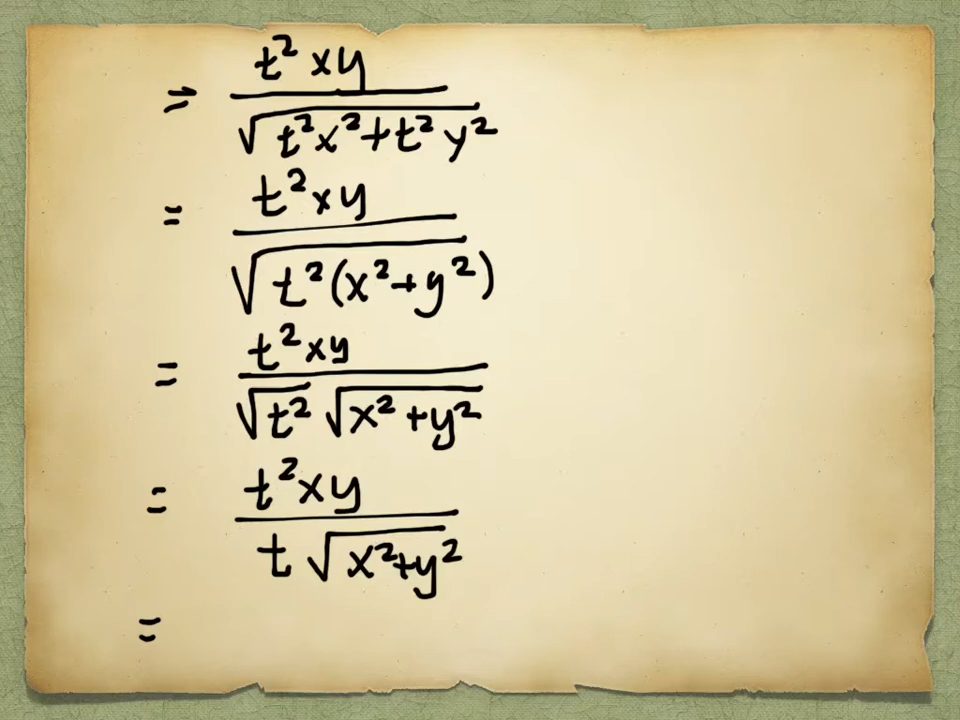 = t²xy / √(t²x²+t²y²)
= t²xy / √(t²(x²+y²))
= t²xy / √(t²) √(x²+y²)
= t²xy / t √(x²+y²)
=